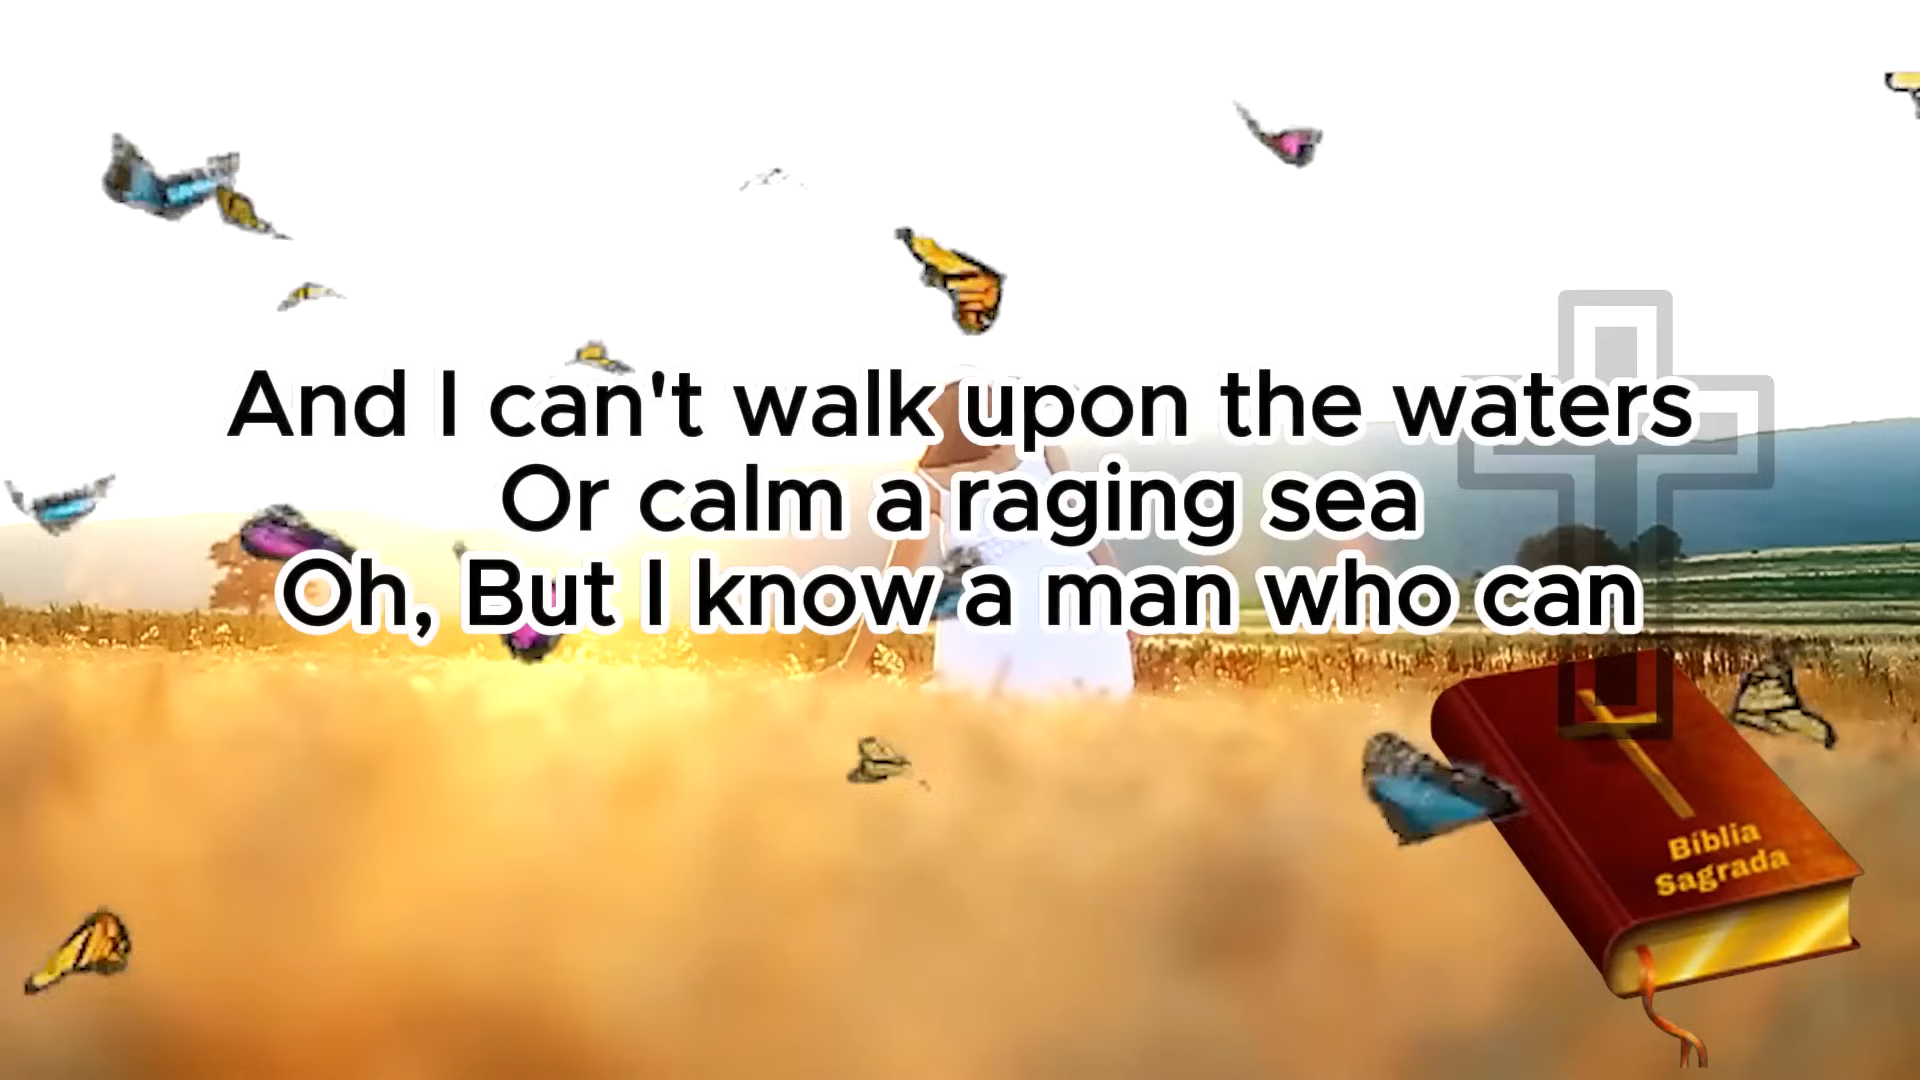 And I can't walk upon the waters
Or calm a raging sea
Oh, But I know a man who can
Bíblia
Sagrada